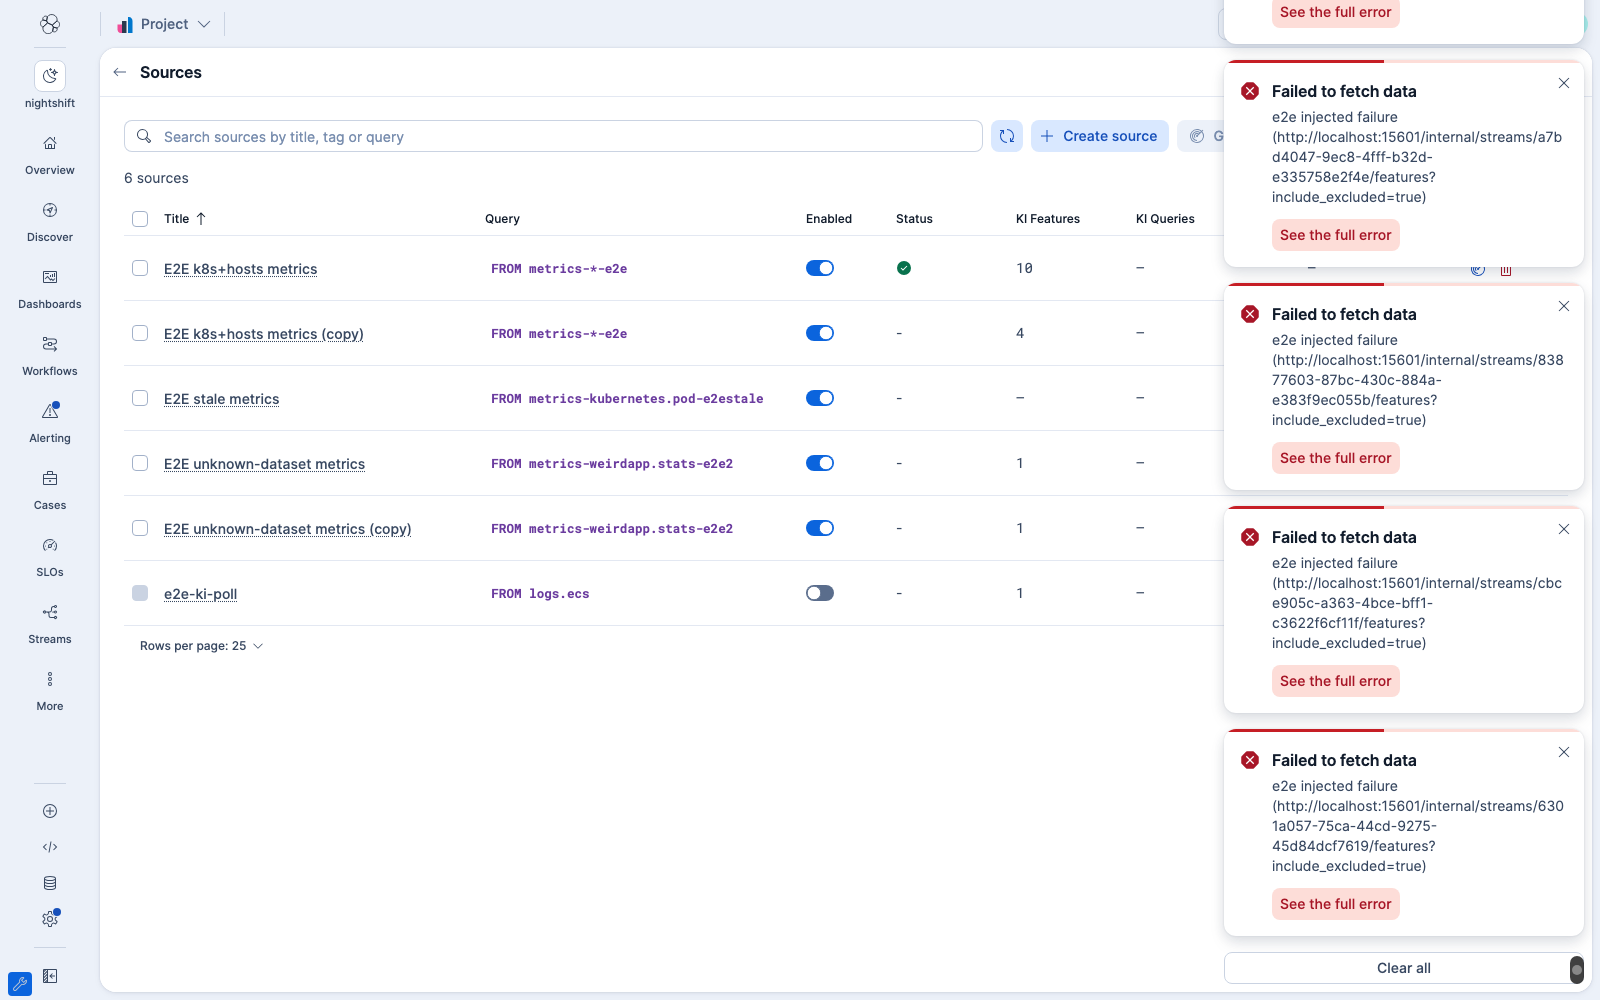 Project
nightshift
Overview
Discover
Dashboards
Workflows
Alerting
Cases
SLOs
Streams
More
Sources
Search sources by title, tag or query
Create source
G
6 sources
Title Query Enabled Status KI Features KI Queries
E2E k8s+hosts metrics FROM metrics-*-e2e 10 – –
E2E k8s+hosts metrics (copy) FROM metrics-*-e2e - 4 –
E2E stale metrics FROM metrics-kubernetes.pod-e2estale - – –
E2E unknown-dataset metrics FROM metrics-weirdapp.stats-e2e2 - 1 –
E2E unknown-dataset metrics (copy) FROM metrics-weirdapp.stats-e2e2 - 1 –
e2e-ki-poll FROM logs.ecs - 1 –
Rows per page: 25
See the full error
Failed to fetch data
e2e injected failure
(http://localhost:15601/internal/streams/a7b
d4047-9ec8-4fff-b32d-
e335758e2f4e/features?
include_excluded=true)
See the full error
Failed to fetch data
e2e injected failure
(http://localhost:15601/internal/streams/838
77603-87bc-430c-884a-
e383f9ec055b/features?
include_excluded=true)
See the full error
Failed to fetch data
e2e injected failure
(http://localhost:15601/internal/streams/cbc
e905c-a363-4bce-bff1-
c3622f6cf11f/features?
include_excluded=true)
See the full error
Failed to fetch data
e2e injected failure
(http://localhost:15601/internal/streams/630
1a057-75ca-44cd-9275-
45d84dcf7619/features?
include_excluded=true)
See the full error
Clear all